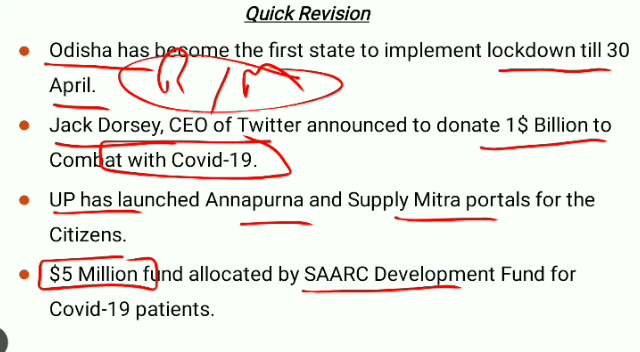 Quick Revision
• Odisha has become the first state to implement lockdown till 30
April.
• Jack Dorsey, CEO of Twitter announced to donate 1$ Billion to
Combat with Covid-19.
• UP has launched Annapurna and Supply Mitra portals for the
Citizens.
• $5 Million fund allocated by SAARC Development Fund for
Covid-19 patients.